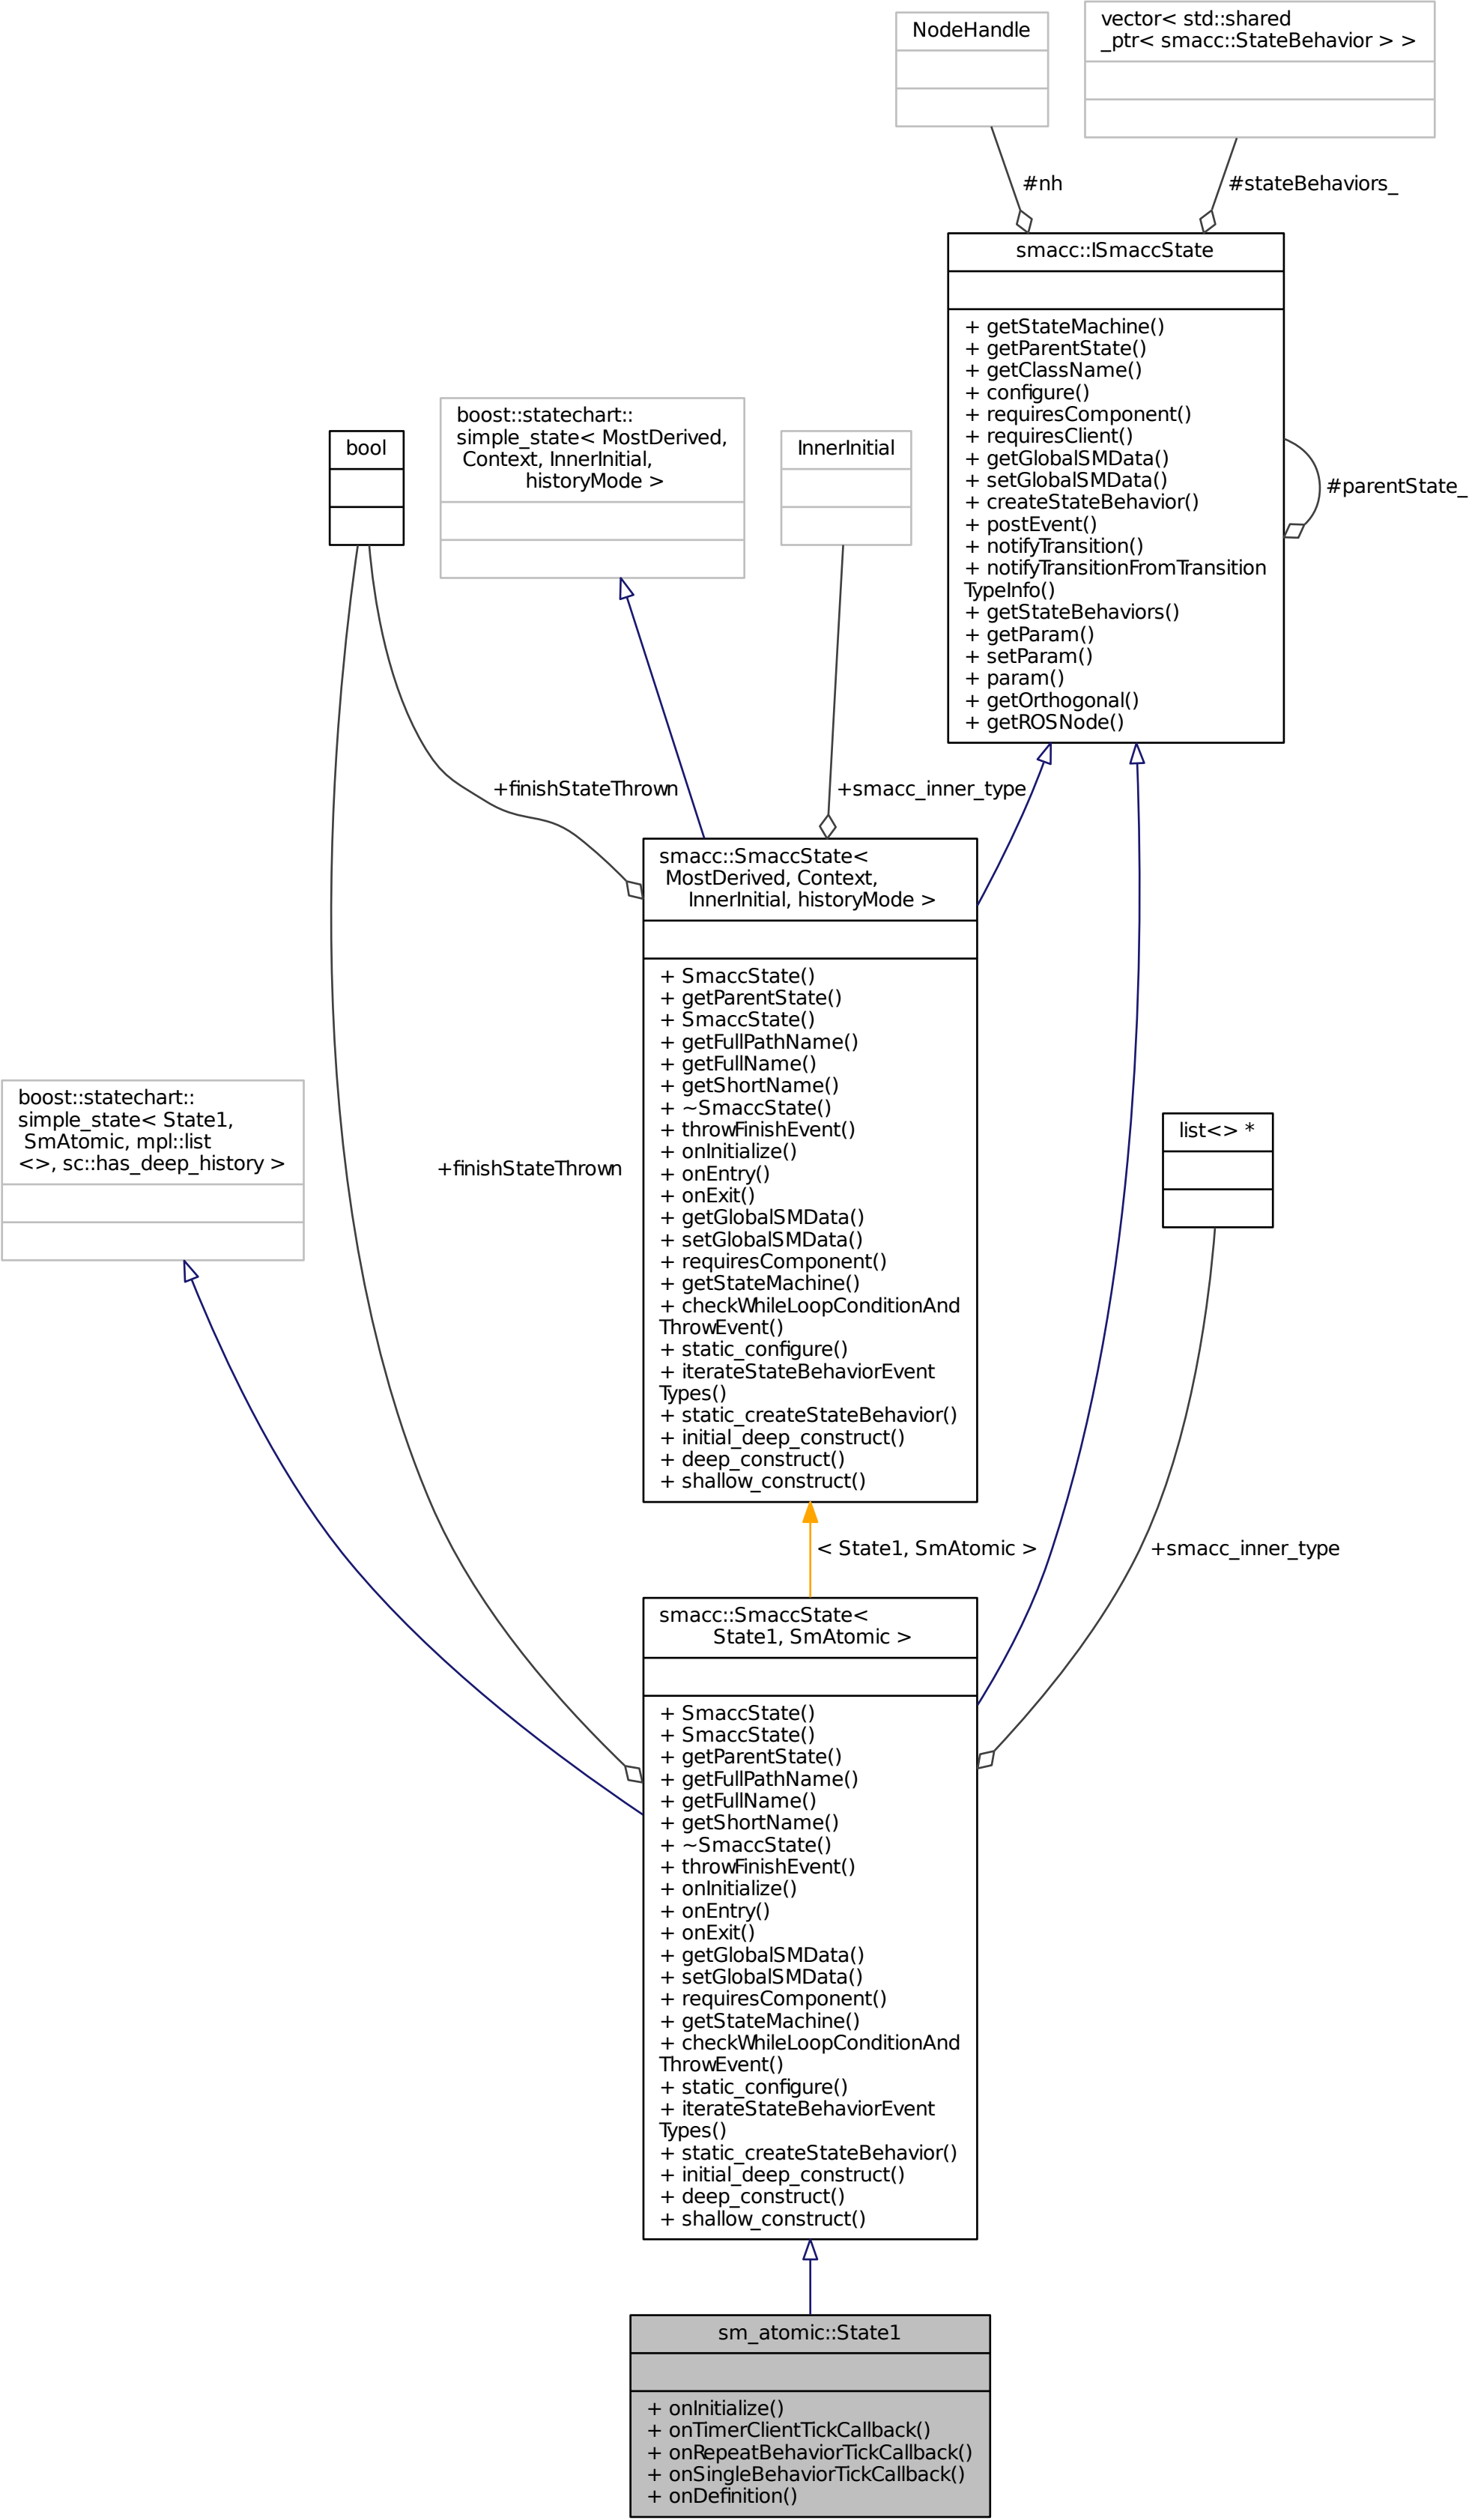 NodeHandle
vector< std::shared
_ptr< smacc::StateBehavior > >
#nh
#stateBehaviors_
smacc::ISmaccState
+ getStateMachine()
+ getParentState()
+ getClassName()
+ configure()
+ requiresComponent()
+ requiresClient()
+ getGlobalSMData()
+ setGlobalSMData()
+ createStateBehavior()
+ postEvent()
+ notifyTransition()
+ notifyTransitionFromTransition
TypeInfo()
+ getStateBehaviors()
+ getParam()
+ setParam()
+ param()
+ getOrthogonal()
+ getROSNode()
#parentState_
bool
boost::statechart::
simple_state< MostDerived,
Context, InnerInitial,
historyMode >
InnerInitial
+finishStateThrown
+smacc_inner_type
smacc::SmaccState<
MostDerived, Context,
InnerInitial, historyMode >
+ SmaccState()
+ getParentState()
+ SmaccState()
+ getFullPathName()
+ getFullName()
+ getShortName()
+ ~SmaccState()
+ throwFinishEvent()
+ onInitialize()
+ onEntry()
+ onExit()
+ getGlobalSMData()
+ setGlobalSMData()
+ requiresComponent()
+ getStateMachine()
+ checkWhileLoopConditionAnd
ThrowEvent()
+ static_configure()
+ iterateStateBehaviorEvent
Types()
+ static_createStateBehavior()
+ initial_deep_construct()
+ deep_construct()
+ shallow_construct()
boost::statechart::
simple_state< State1,
SmAtomic, mpl::list
<>, sc::has_deep_history >
+finishStateThrown
list<> *
< State1, SmAtomic >
+smacc_inner_type
smacc::SmaccState<
State1, SmAtomic >
+ SmaccState()
+ SmaccState()
+ getParentState()
+ getFullPathName()
+ getFullName()
+ getShortName()
+ ~SmaccState()
+ throwFinishEvent()
+ onInitialize()
+ onEntry()
+ onExit()
+ getGlobalSMData()
+ setGlobalSMData()
+ requiresComponent()
+ getStateMachine()
+ checkWhileLoopConditionAnd
ThrowEvent()
+ static_configure()
+ iterateStateBehaviorEvent
Types()
+ static_createStateBehavior()
+ initial_deep_construct()
+ deep_construct()
+ shallow_construct()
sm_atomic::State1
+ onInitialize()
+ onTimerClientTickCallback()
+ onRepeatBehaviorTickCallback()
+ onSingleBehaviorTickCallback()
+ onDefinition()